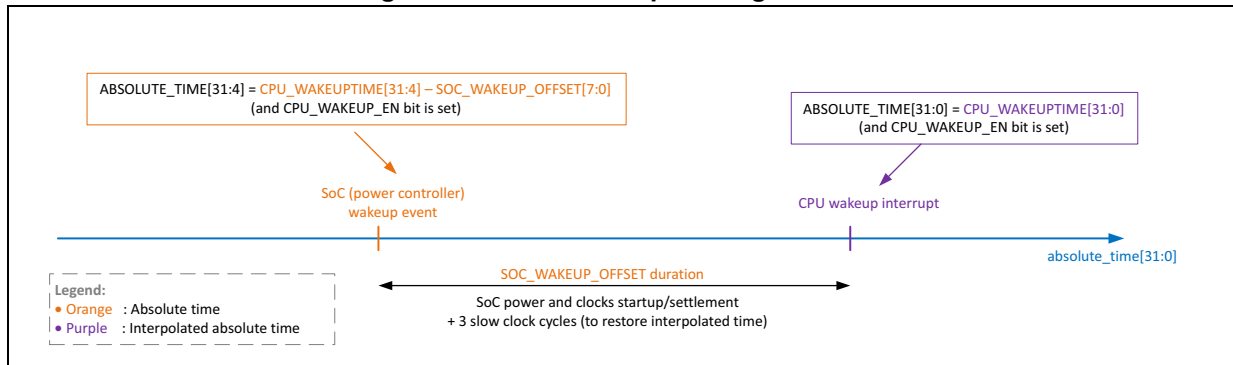 ABSOLUTE_TIME[31:4] = CPU_WAKEUPTIME[31:4] – SOC_WAKEUP_OFFSET[7:0]
(and CPU_WAKEUP_EN bit is set)
ABSOLUTE_TIME[31:0] = CPU_WAKEUPTIME[31:0]
(and CPU_WAKEUP_EN bit is set)
SoC (power controller)
wakeup event
CPU wakeup interrupt
absolute_time[31:0]
SOC_WAKEUP_OFFSET duration
SoC power and clocks startup/settlement
+ 3 slow clock cycles (to restore interpolated time)
Legend:
• Orange : Absolute time
• Purple : Interpolated absolute time